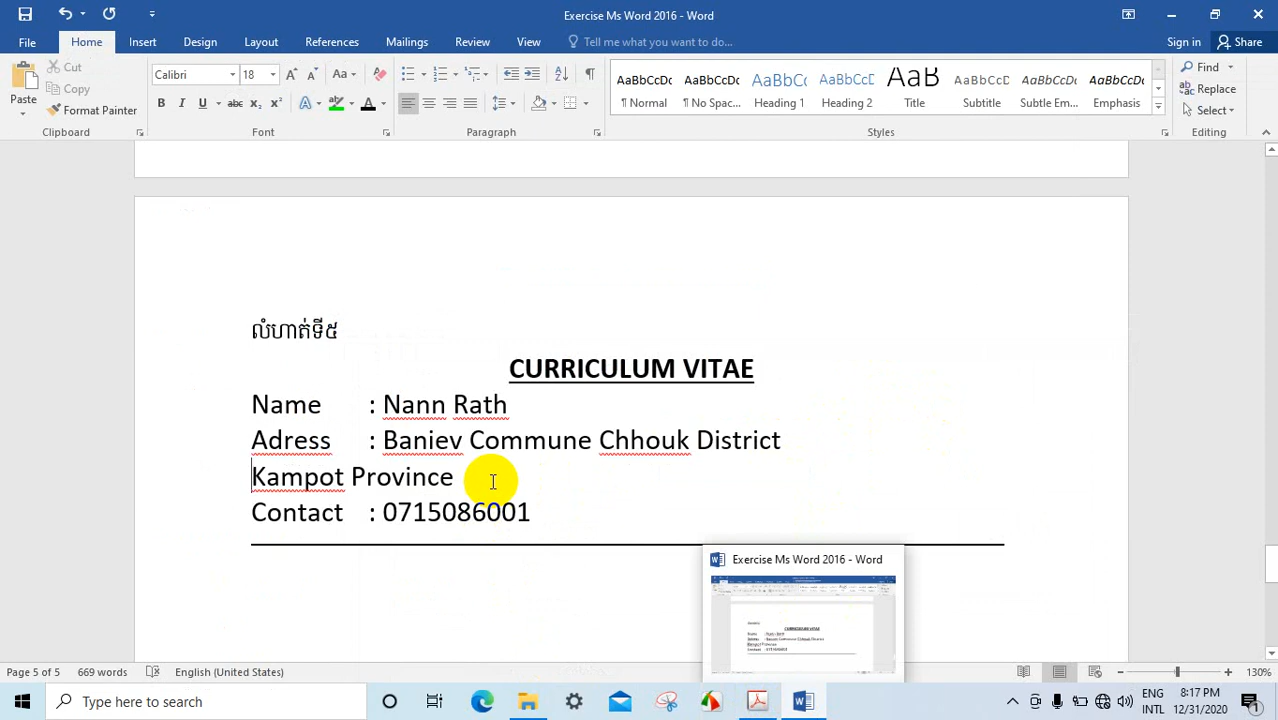 Exercise Ms Word 2016 - Word
File Home Insert Draw Design Layout References Mailings Review View Tell me what you want to do... Sign in Share
Paste Cut Copy Format Painter
Calibri 18
AaBbCcDc AaBbCcDc AaBbCc AaBbCcD AaB AaBbCcDc AaBbCcDc AaBbCcDc
¶ Normal ¶ No Spac... Heading 1 Heading 2 Title Subtitle Subtle Em... Emphasis
Find Replace Select
Clipboard Font Paragraph Styles Editing
លំហាត់ទី៥
CURRICULUM VITAE
Name : Nann Rath
Adress : Baniev Commune Chhouk District
Kampot Province
Contact : 0715086001
Exercise Ms Word 2016 - Word
Page 5 of 5 669 words English (United States) 130%
Type here to search
ENG 8:17 PM
INTL 12/31/2020